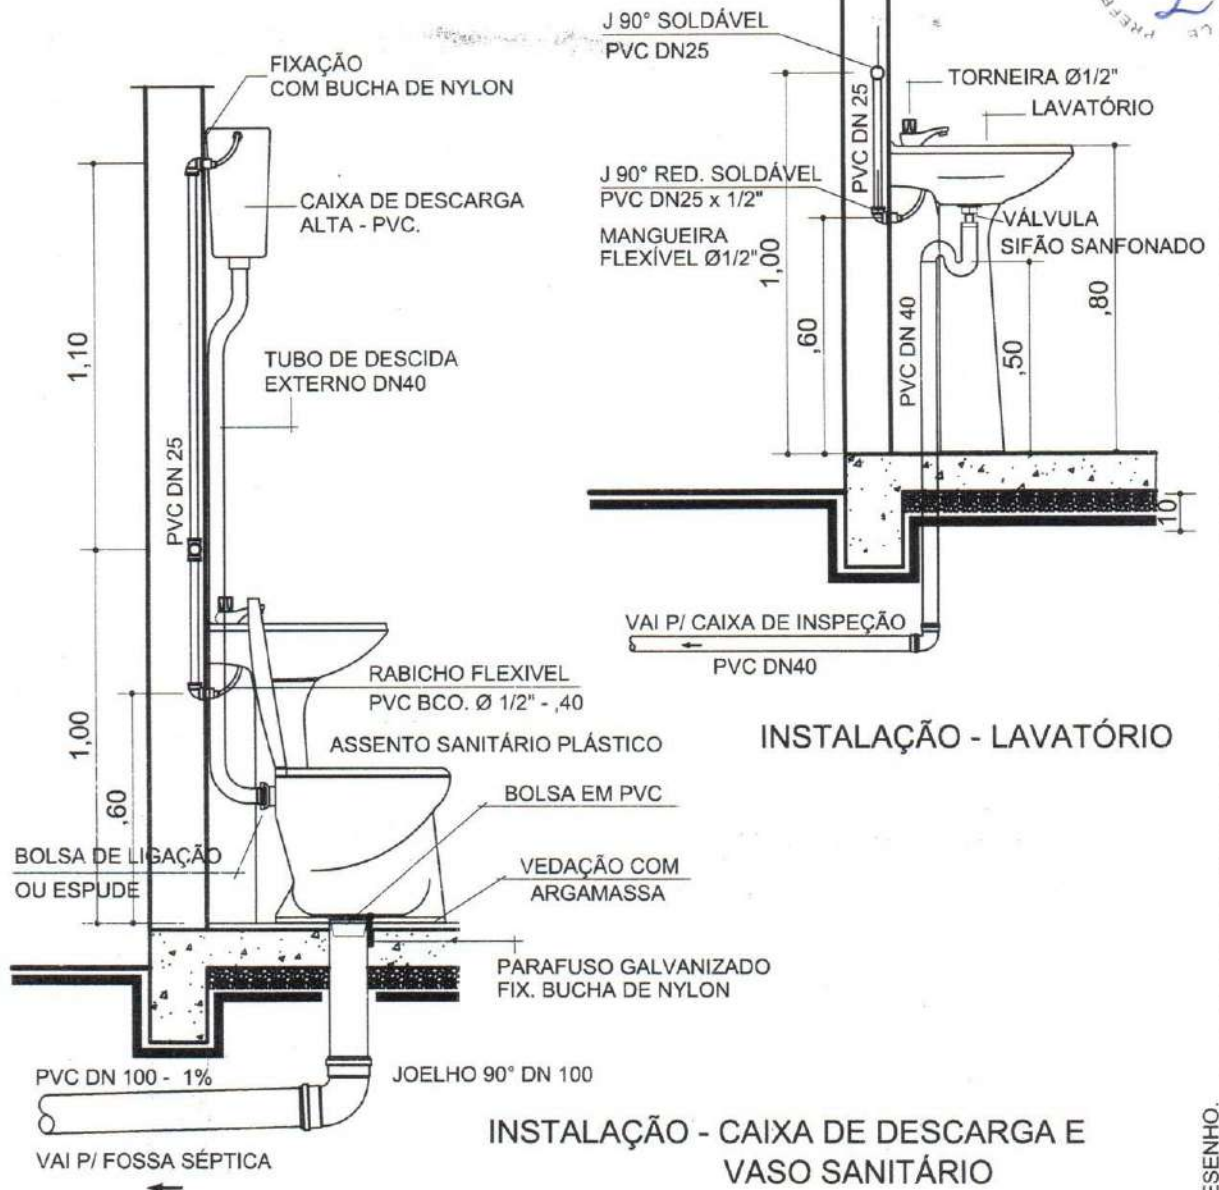 FIXAÇÃO
COM BUCHA DE NYLON
CAIXA DE DESCARGA
ALTA - PVC.
1,10
TUBO DE DESCIDA
EXTERNO DN40
PVC DN 25
RABICHO FLEXIVEL
PVC BCO. Ø 1/2" - ,40
1,00
,60
ASSENTO SANITÁRIO PLÁSTICO
BOLSA EM PVC
BOLSA DE LIGAÇÃO
OU ESPUDE
VEDAÇÃO COM
ARGAMASSA
PARAFUSO GALVANIZADO
FIX. BUCHA DE NYLON
PVC DN 100 - 1%
JOELHO 90° DN 100
VAI P/ FOSSA SÉPTICA
INSTALAÇÃO - CAIXA DE DESCARGA E
VASO SANITÁRIO
J 90° SOLDÁVEL
PVC DN25
TORNEIRA Ø1/2"
LAVATÓRIO
PVC DN 25
J 90° RED. SOLDÁVEL
PVC DN25 x 1/2"
MANGUEIRA
FLEXÍVEL Ø1/2"
VÁLVULA
SIFÃO SANFONADO
1,00
,60
PVC DN 40
,50
,80
10
VAI P/ CAIXA DE INSPEÇÃO
PVC DN40
INSTALAÇÃO - LAVATÓRIO
ESENHO.